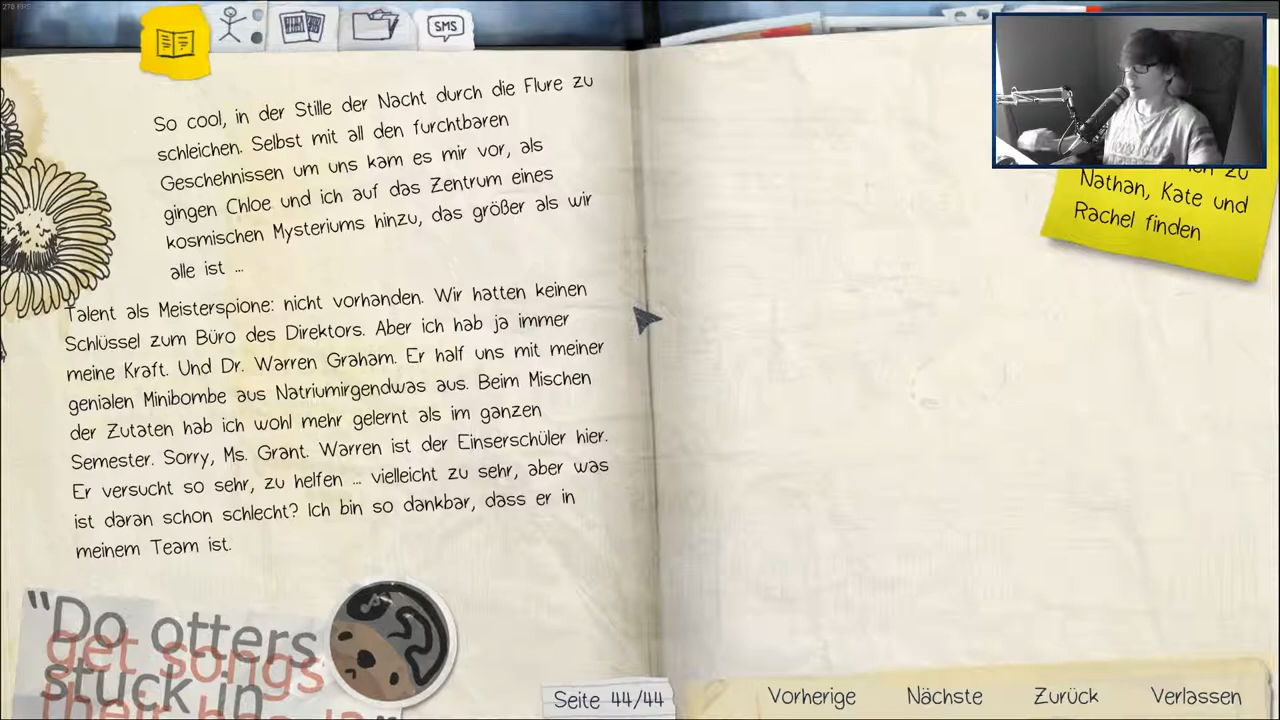 270 FPS
SMS
So cool, in der Stille der Nacht durch die Flure zu
schleichen. Selbst mit all den furchtbaren
Geschehnissen um uns kam es mir vor, als
gingen Chloe und ich auf das Zentrum eines
kosmischen Mysteriums hinzu, das größer als wir
alle ist ...
Talent als Meisterspione: nicht vorhanden. Wir hatten keinen
Schlüssel zum Büro des Direktors. Aber ich hab ja immer
meine Kraft. Und Dr. Warren Graham. Er half uns mit meiner
genialen Minibombe aus Natriumirgendwas aus. Beim Mischen
der Zutaten hab ich wohl mehr gelernt als im ganzen
Semester. Sorry, Ms. Grant. Warren ist der Einserschüler hier.
Er versucht so sehr, zu helfen ... vielleicht zu sehr, aber was
ist daran schon schlecht? Ich bin so dankbar, dass er in
meinem Team ist.
"Do otters
get songs
stuck in
their
zu
Nathan, Kate und
Rachel finden
Seite 44/44
Vorherige
Nächste
Zurück
Verlassen